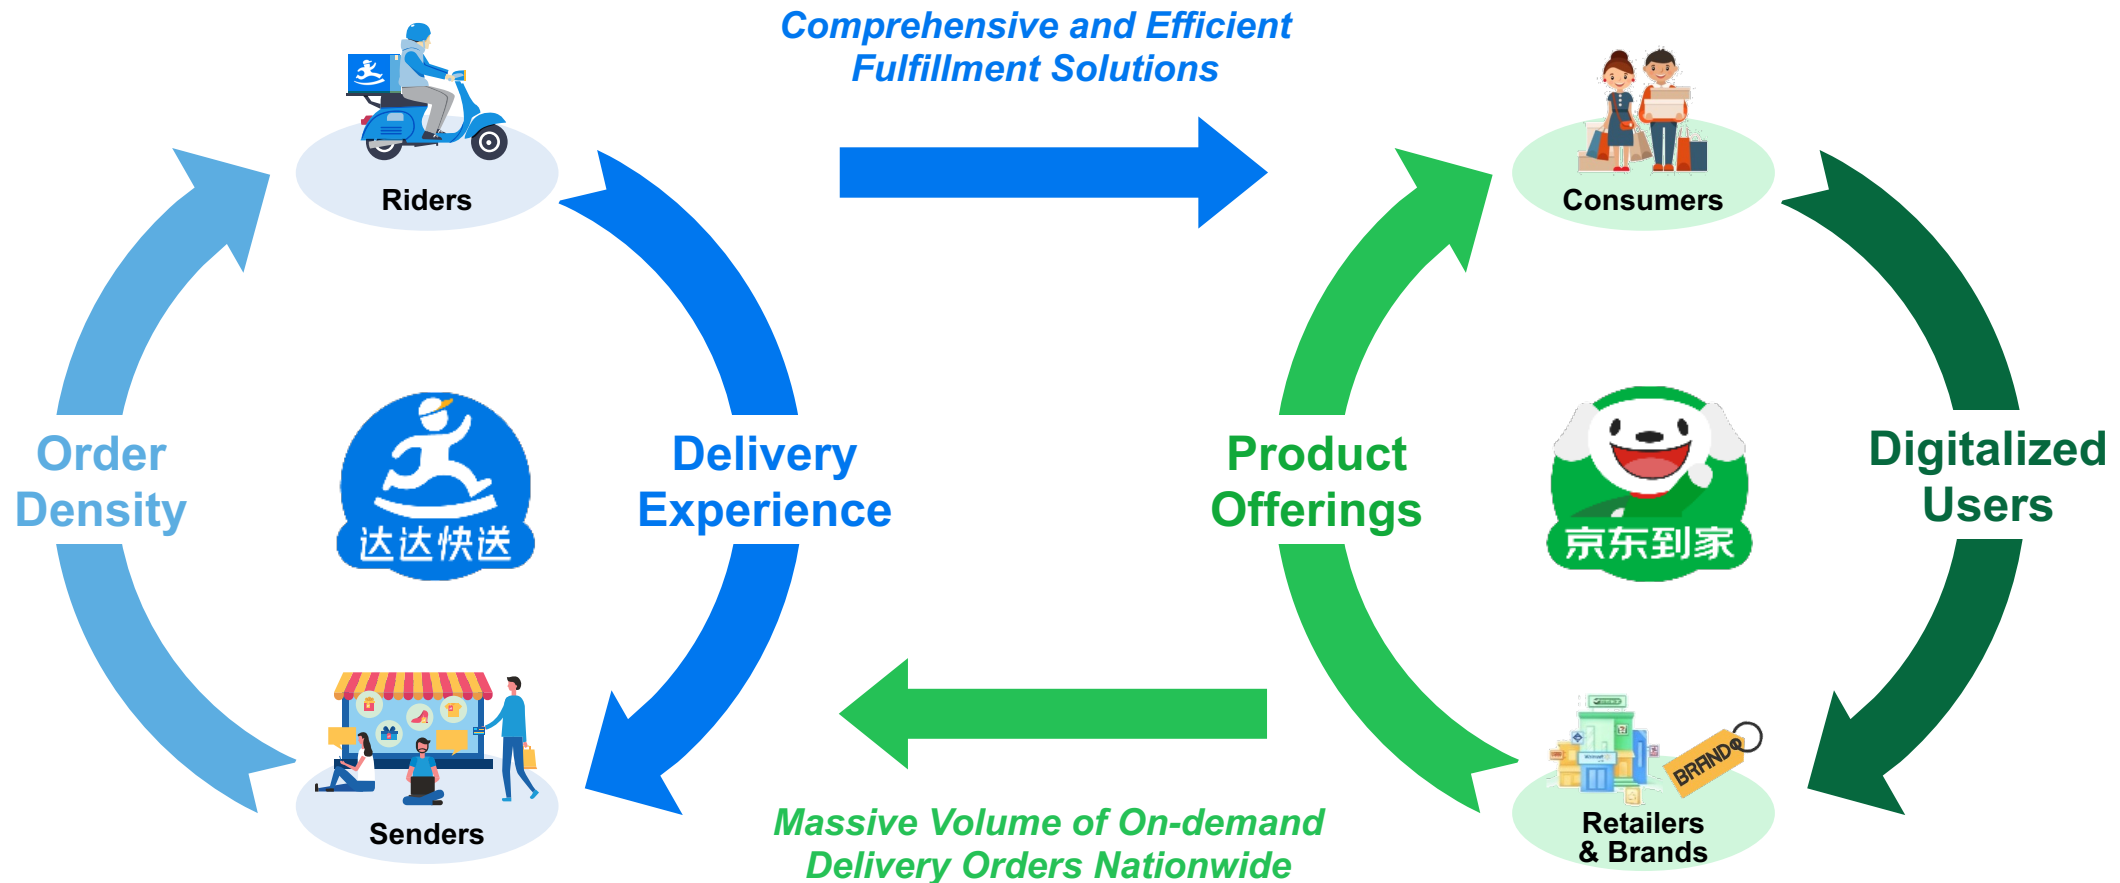 Comprehensive and Efficient
Fulfillment Solutions
Riders
Consumers
Order
Density
达达快送
Delivery
Experience
Product
Offerings
京东到家
Digitalized
Users
Senders
BRAND
Retailers
& Brands
Massive Volume of On-demand
Delivery Orders Nationwide